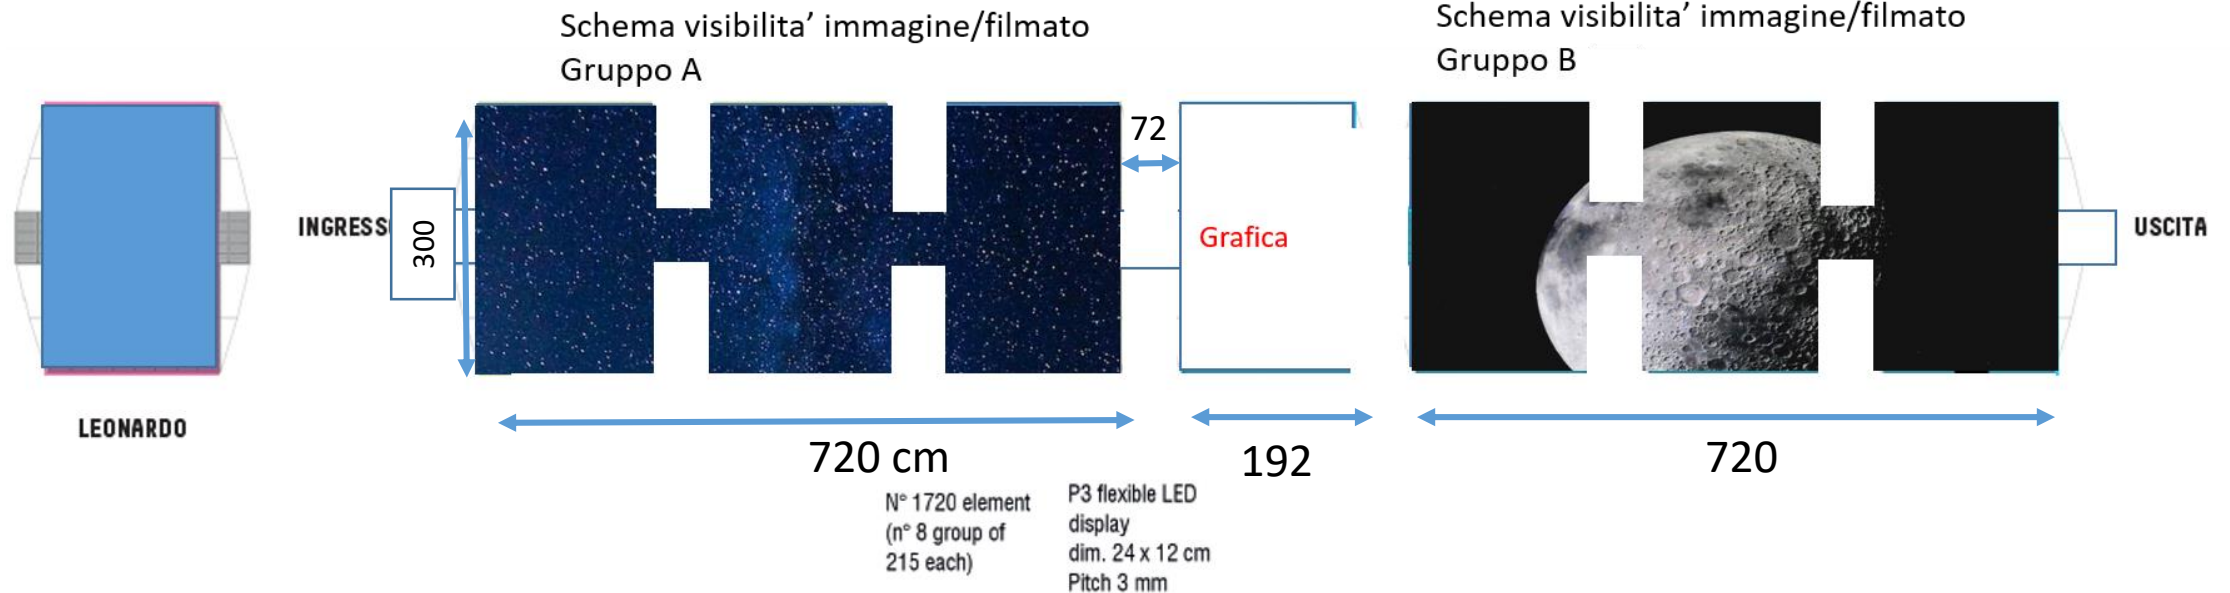 Schema visibilita’ immagine/filmato
Gruppo A
Schema visibilita’ immagine/filmato
Gruppo B
72
INGRESS
300
Grafica
USCITA
LEONARDO
720 cm
192
720
N° 1720 element
(n° 8 group of
215 each)
P3 flexible LED
display
dim. 24 x 12 cm
Pitch 3 mm